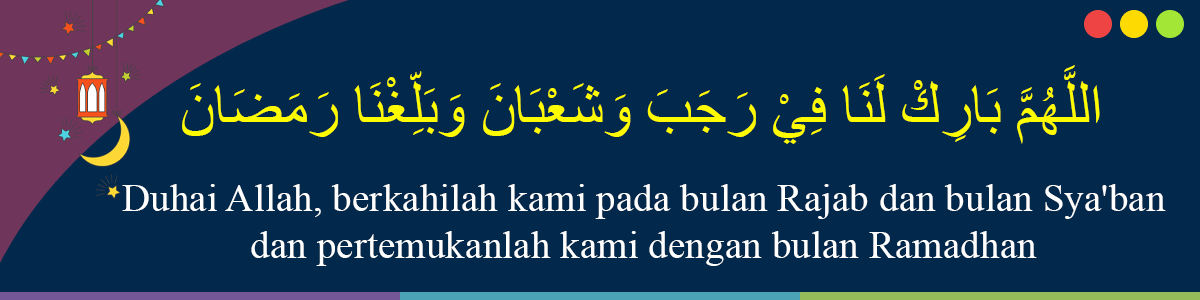 اللَّهُمَّ بَارِكْ لَنَا فِيْ رَجَبَ وَشَعْبَانَ وَبَلِّغْنَا رَمَضَانَ
Duhai Allah, berkahilah kami pada bulan Rajab dan bulan Sya'ban
dan pertemukanlah kami dengan bulan Ramadhan